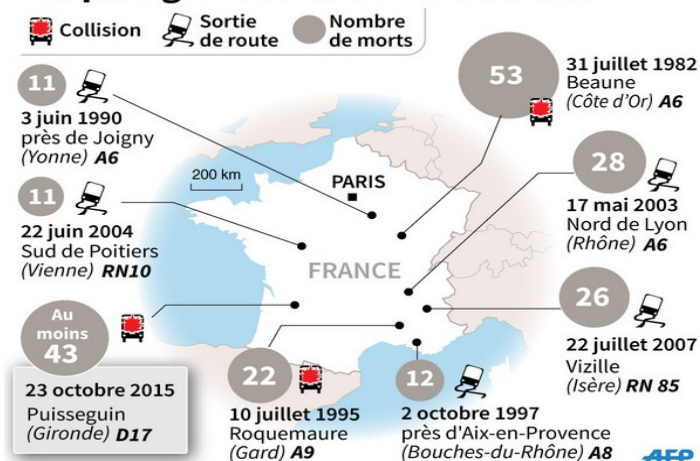 Collision
Sortie
de route
Nombre
de morts
11
3 juin 1990
près de Joigny
(Yonne) A6
53
31 juillet 1982
Beaune
(Côte d'Or) A6
200 km
PARIS
28
17 mai 2003
Nord de Lyon
(Rhône) A6
11
22 juin 2004
Sud de Poitiers
(Vienne) RN10
FRANCE
26
22 juillet 2007
Vizille
(Isère) RN 85
Au
moins
43
23 octobre 2015
Puisseguin
(Gironde) D17
22
10 juillet 1995
Roquemaure
(Gard) A9
12
2 octobre 1997
près d'Aix-en-Provence
(Bouches-du-Rhône) A8
AFP